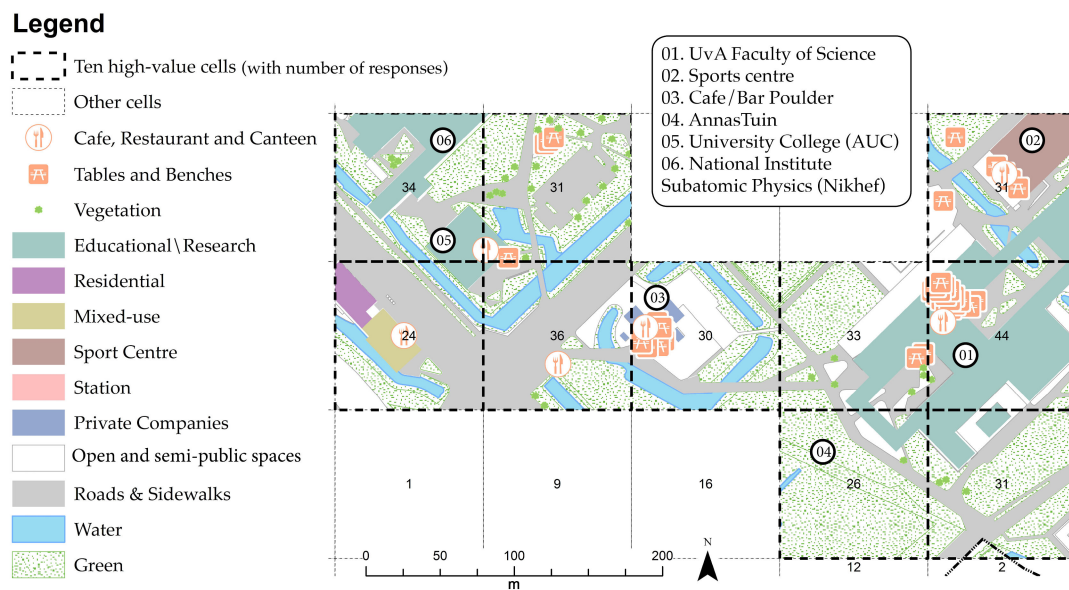 Legend
Ten high-value cells (with number of responses)
Other cells
Cafe, Restaurant and Canteen
Tables and Benches
Vegetation
Educational\Research
Residential
Mixed-use
Sport Centre
Station
Private Companies
Open and semi-public spaces
Roads & Sidewalks
Water
Green
01. UvA Faculty of Science
02. Sports centre
03. Cafe/Bar Poulder
04. AnnasTuin
05. University College (AUC)
06. National Institute
Subatomic Physics (Nikhef)
06
02
34
31
31
05
03
24
36
30
33
44
01
04
1
9
16
26
31
0
50
100
200
m
N
12
2